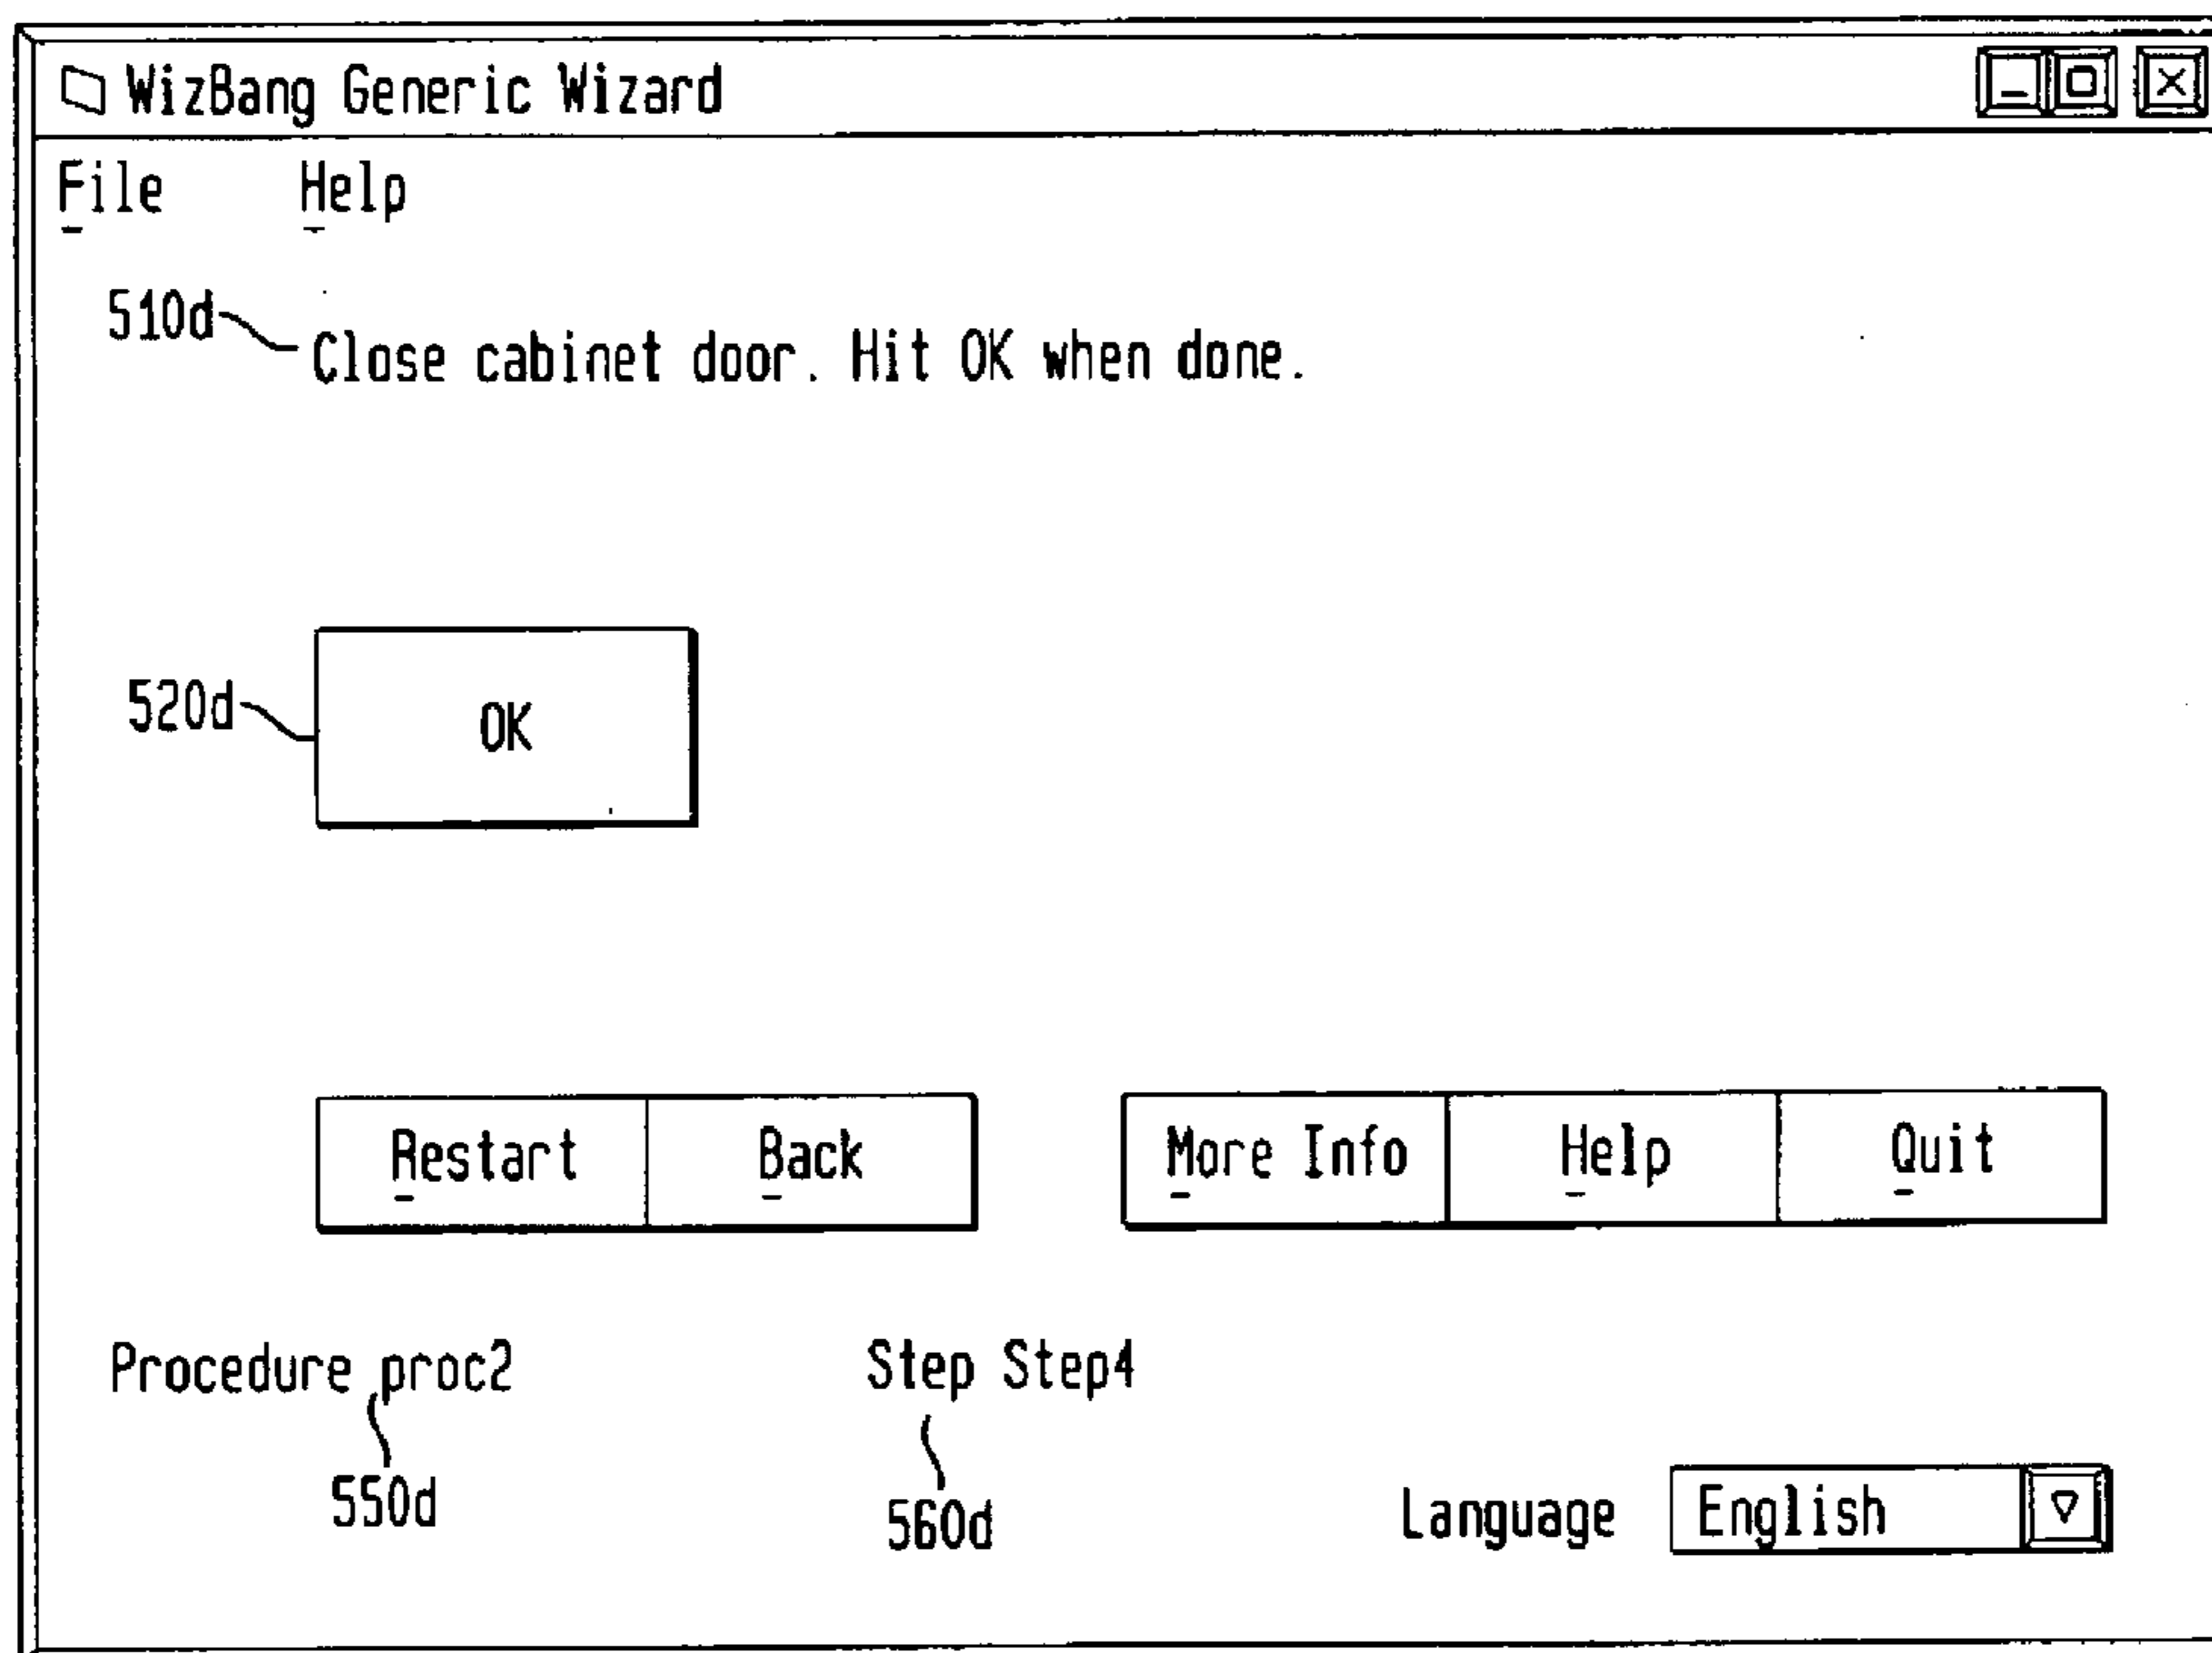 WizBang Generic Wizard
File Help
510d
Close cabinet door. Hit OK when done.
520d
OK
Restart Back More Info Help Quit
Procedure proc2 Step Step4
550d
560d
Language English